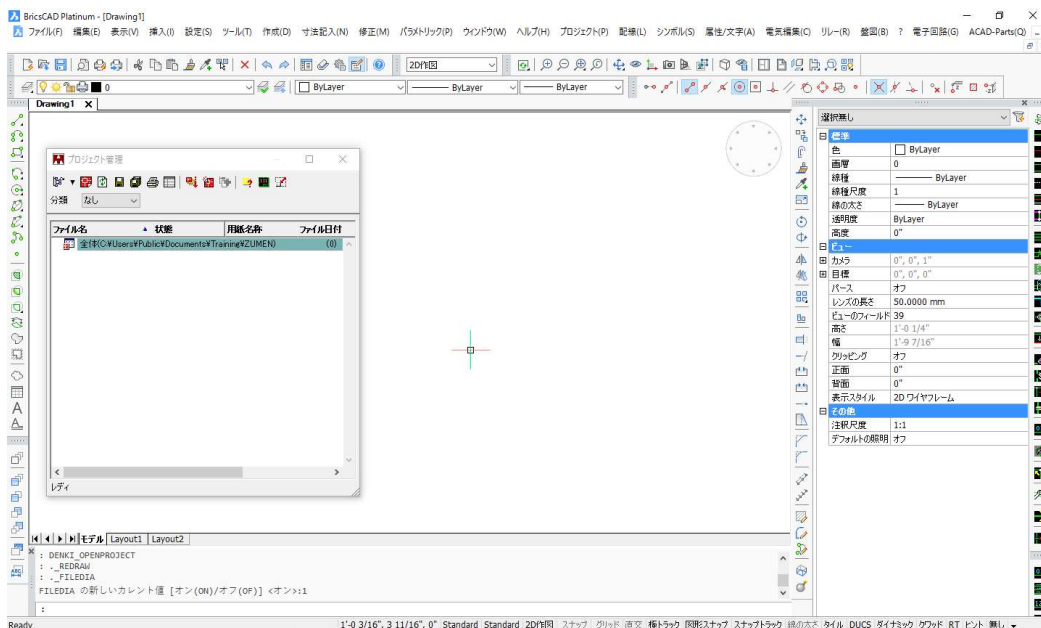 BricsCAD Platinum - [Drawing1]
ファイル(F) 編集(E) 表示(V) 挿入(I) 設定(S) ツール(T) 作成(D) 寸法記入(N) 修正(M) パラメトリック(P) ウィンドウ(W) ヘルプ(H) プロジェクト(P) 配線(L) シンボル(S) 属性/文字(A) 電気編集(C) リレー(R) 盤図(B) ? 電子回路(G) ACAD-Parts(Q)
2D作図
0 ByLayer ByLayer ByLayer
Drawing1 X
プロジェクト管理
分類 なし
ファイル名 状態 用紙名称 ファイル日付
全体(C:¥Users¥Public¥Documents¥Training¥ZUMEN) (0)
レディ
選択無し
標準
色 ByLayer
画層 0
線種 ByLayer
線種尺度 1
線の太さ ByLayer
透明度 ByLayer
高度 0"
ビュー
カメラ 0", 0", 1"
目標 0", 0", 0"
パース オフ
レンズの長さ 50.0000 mm
ビューのフィールド 39
高さ 1'-0 1/4"
幅 1'-9 7/16"
クリッピング オフ
正面 0"
背面 0"
表示スタイル 2D ワイヤフレーム
その他
注釈尺度 1:1
デフォルトの照明 オフ
モデル Layout1 Layout2
: DENKI_OPENPROJECT
: ._REDRAW
: ._FILEDIA
FILEDIA の新しいカレント値 [オン(ON)/オフ(OF)] <オン>:1
:
Ready 1'-0 3/16", 3 11/16", 0" Standard Standard 2D作図 スナップ グリッド 直交 極トラック 図形スナップ スナップトラック 線の太さ タイル DUCS ダイナミック クワッド RT ヒント 無し